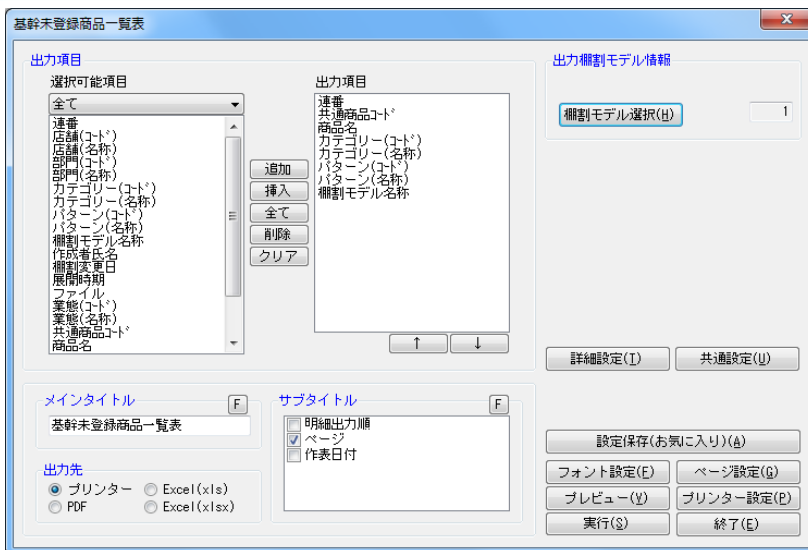 基幹未登録商品一覧表
出力項目
選択可能項目
全て
連番
店舗(ｺｰﾄﾞ)
店舗(名称)
部門(ｺｰﾄﾞ)
部門(名称)
カテゴリー(ｺｰﾄﾞ)
カテゴリー(名称)
パターン(ｺｰﾄﾞ)
パターン(名称)
棚割モデル名称
作成者氏名
棚割変更日
展開時期
ファイル
業態(ｺｰﾄﾞ)
業態(名称)
共通商品ｺｰﾄﾞ
商品名
追加
挿入
全て
削除
クリア
出力項目
連番
共通商品ｺｰﾄﾞ
商品名
カテゴリー(ｺｰﾄﾞ)
カテゴリー(名称)
パターン(ｺｰﾄﾞ)
パターン(名称)
棚割モデル名称
↑ ↓
出力棚割モデル情報
棚割モデル選択(H) 1
詳細設定(I) 共通設定(U)
メインタイトル F
基幹未登録商品一覧表
出力先
プリンター Excel(xls)
PDF Excel(xlsx)
サブタイトル F
明細出力順
ページ
作表日付
設定保存(お気に入り)(A)
フォント設定(F) ページ設定(G)
プレビュー(V) プリンター設定(P)
実行(S) 終了(E)